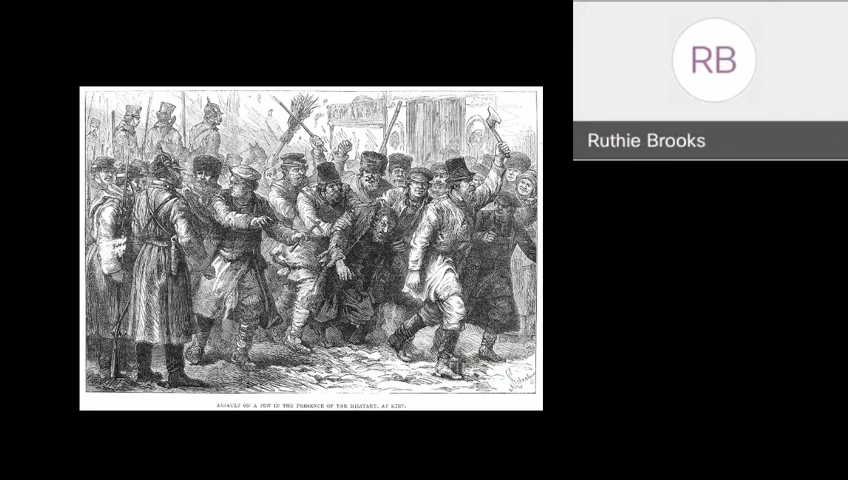 RB
Ruthie Brooks
ASSAULT ON A JEW IN THE PRESENCE OF THE MILITARY, AT KIEV.